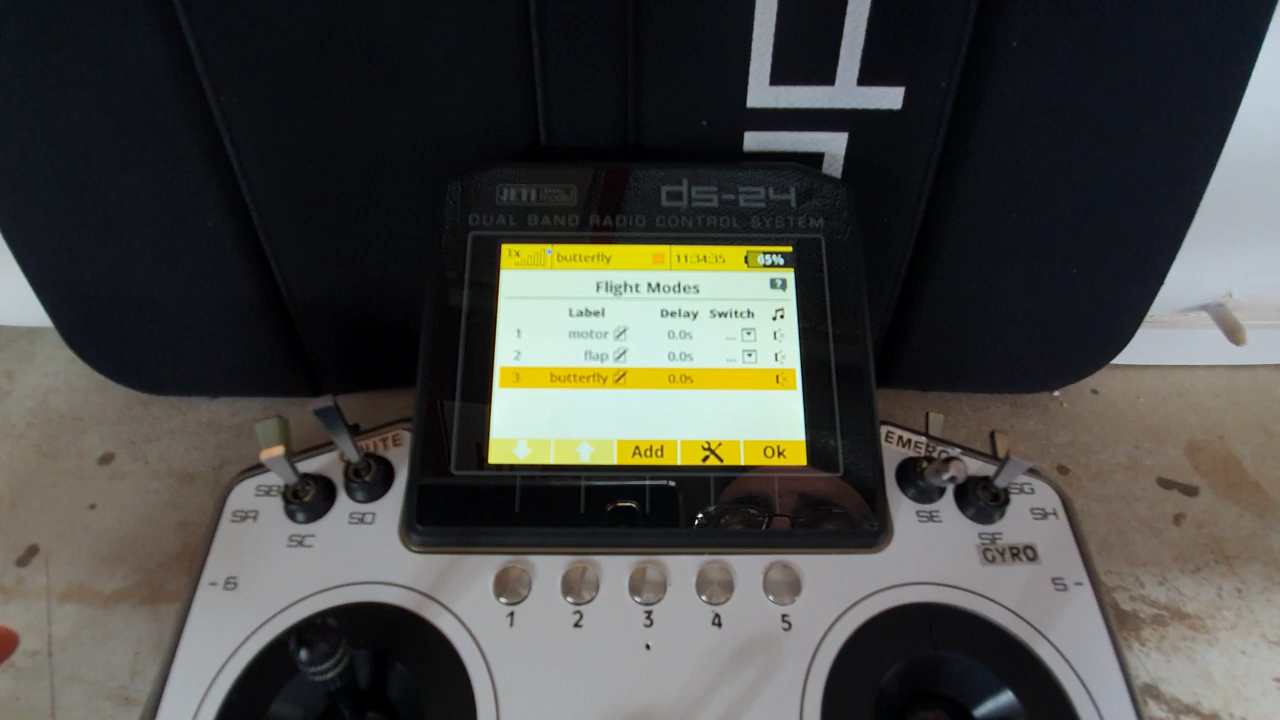 JETI model
ds-24
DUAL BAND RADIO CONTROL SYSTEM
Tx butterfly 11:34:35 65%
Flight Modes ?
Label Delay Switch
1 motor 0.0s ...
2 flap 0.0s ...
3 butterfly 0.0s
Add Ok
SB
SA
SD
SC
SG
SE
SH
SF
GYRO
- 6
5 -
1 2 3 4 5